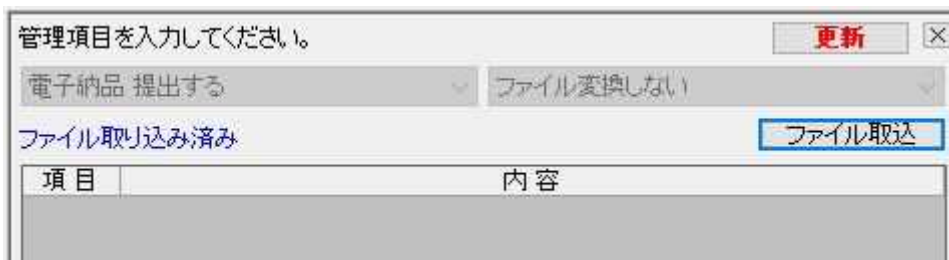 管理項目を入力してください。 更新
電子納品 提出する ファイル変換しない
ファイル取り込み済み ファイル取込
項目 内容